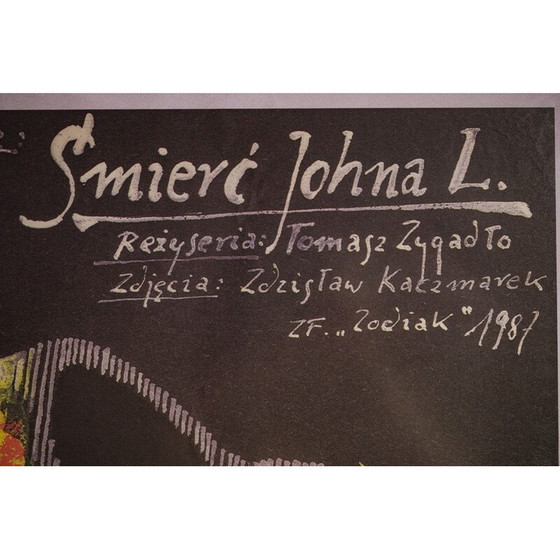 Śmierć Johna L.
Reżyseria: Tomasz Zygadło
Zdjęcia: Zdzisław Kaczmarek
ZF. „Zodiak" 1987